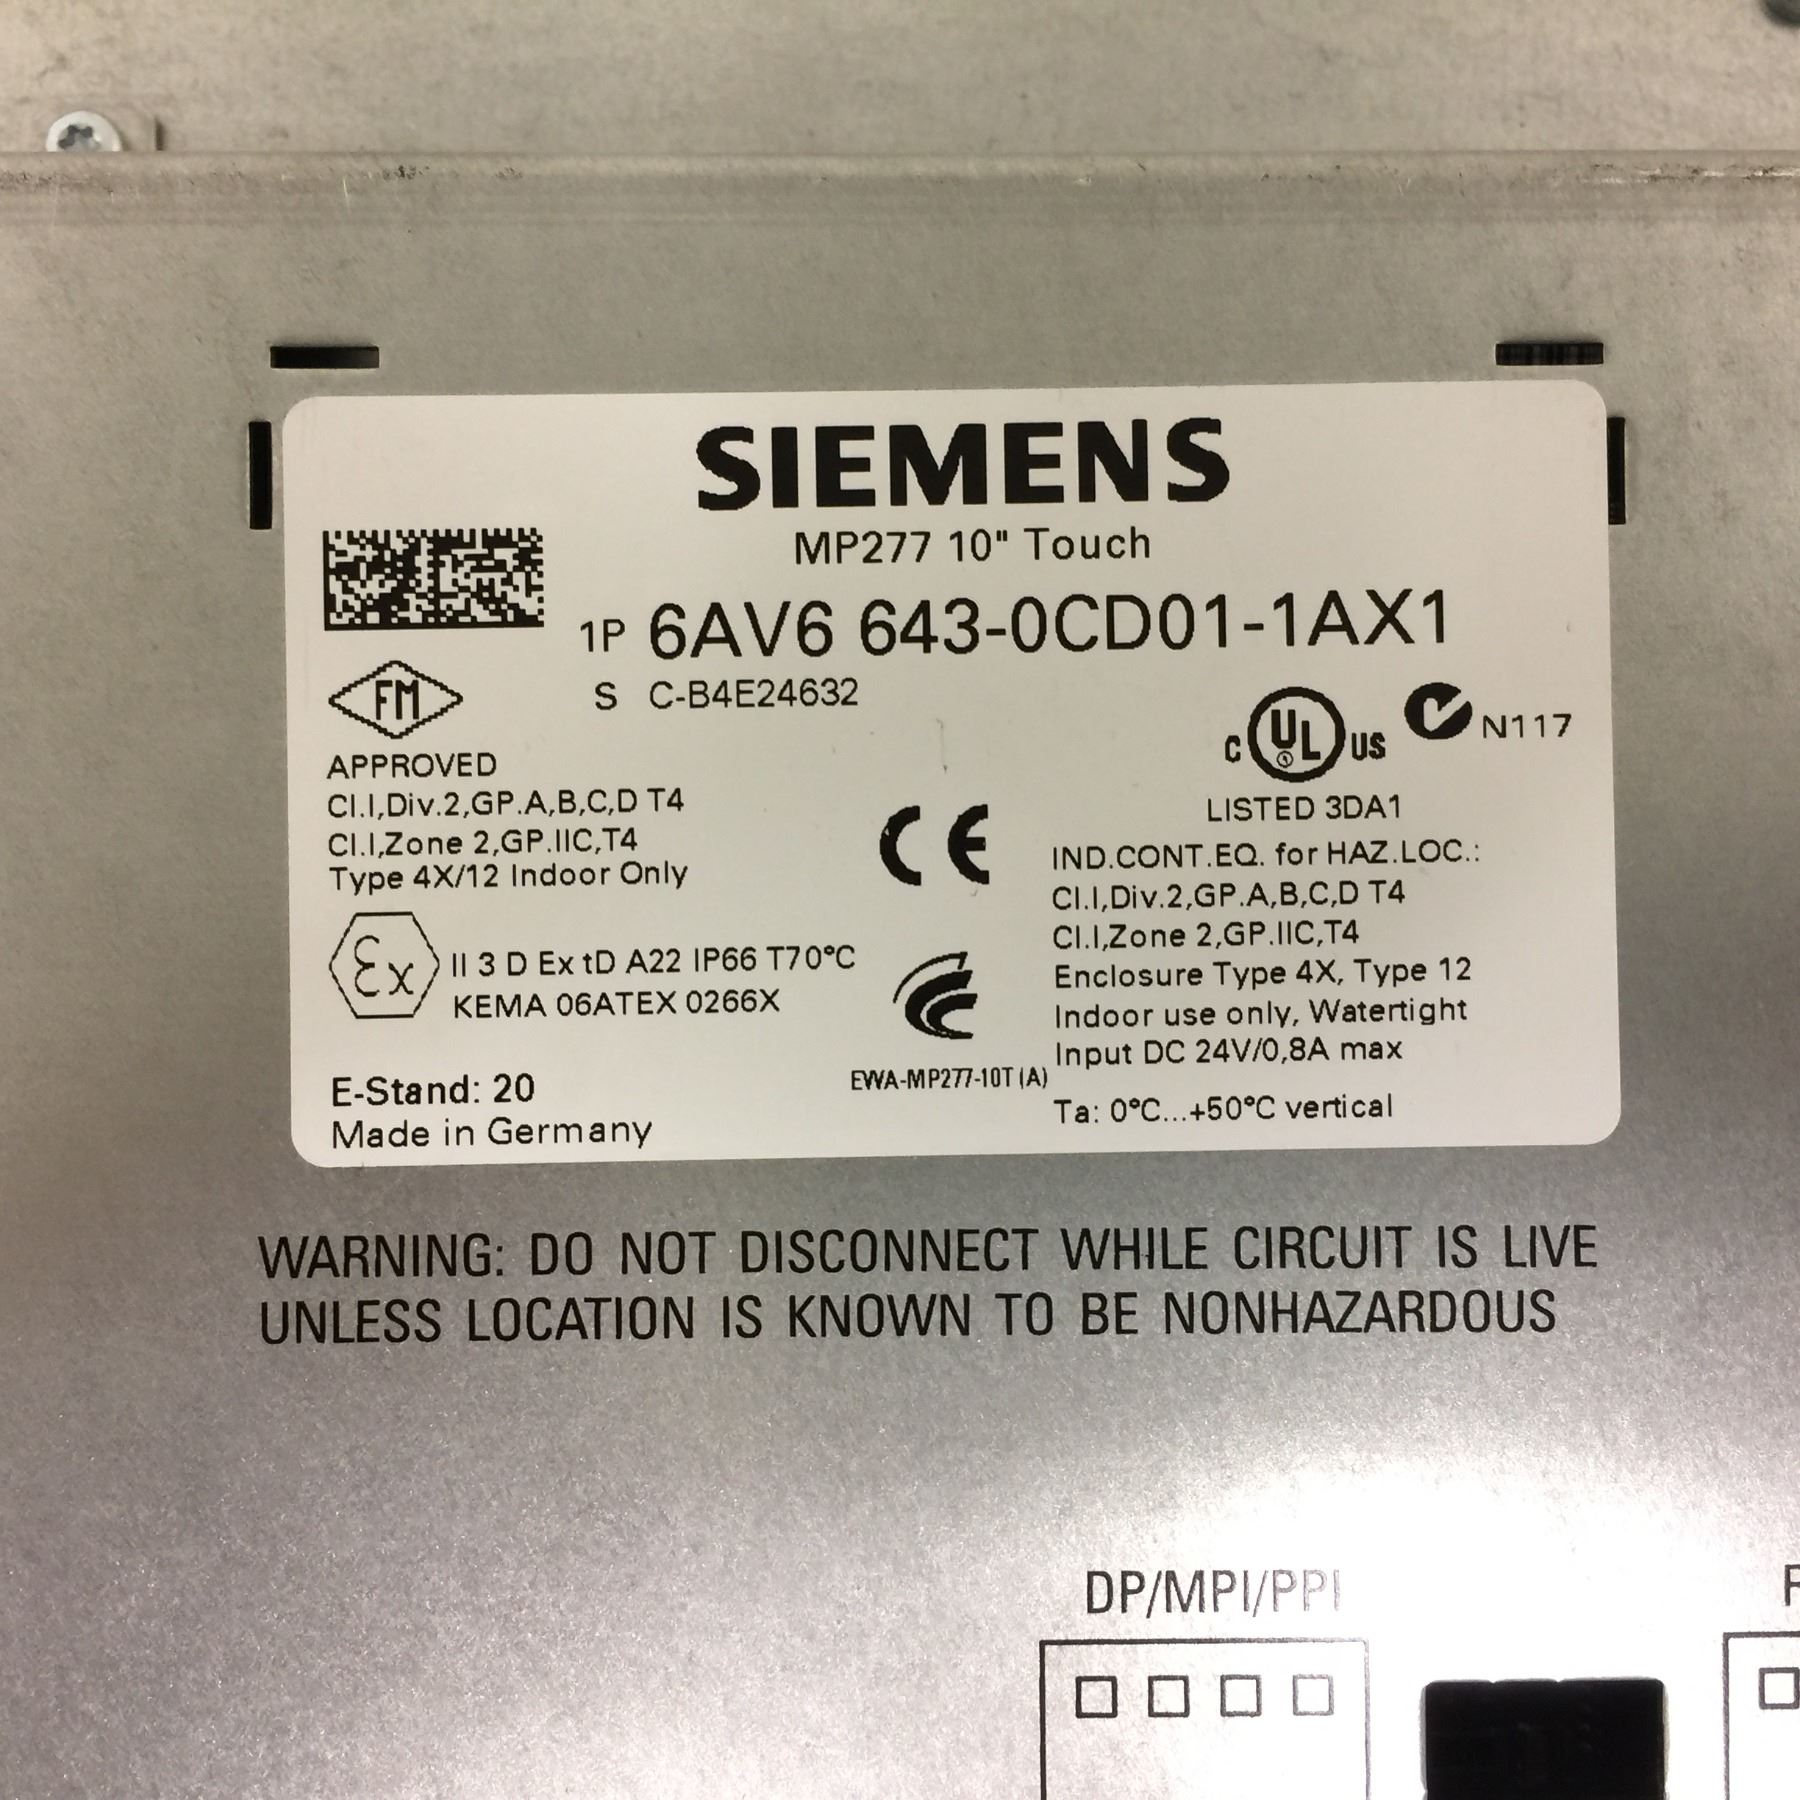 SIEMENS
MP277 10" Touch
1P 6AV6 643-0CD01-1AX1
S C-B4E24632
FM
APPROVED
Cl.I,Div.2,GP.A,B,C,D T4
Cl.I,Zone 2,GP.IIC,T4
Type 4X/12 Indoor Only
Ex II 3 D Ex tD A22 IP66 T70°C
KEMA 06ATEX 0266X
E-Stand: 20
Made in Germany
CE
EWA-MP277-10T (A)
C UL US N117
LISTED 3DA1
IND.CONT.EQ. for HAZ.LOC.:
Cl.I,Div.2,GP.A,B,C,D T4
Cl.I,Zone 2,GP.IIC,T4
Enclosure Type 4X, Type 12
Indoor use only, Watertight
Input DC 24V/0,8A max
Ta: 0°C...+50°C vertical
WARNING: DO NOT DISCONNECT WHILE CIRCUIT IS LIVE
UNLESS LOCATION IS KNOWN TO BE NONHAZARDOUS
DP/MPI/PPI